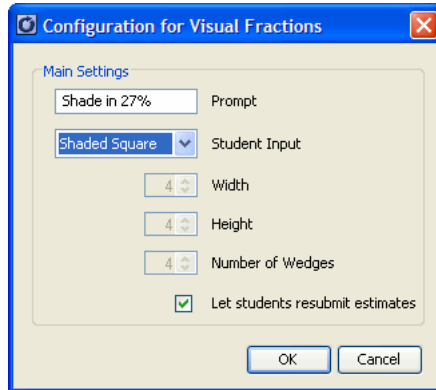 Configuration for Visual Fractions
Main Settings
Shade in 27% Prompt
Shaded Square Student Input
4 Width
4 Height
4 Number of Wedges
Let students resubmit estimates
OK Cancel